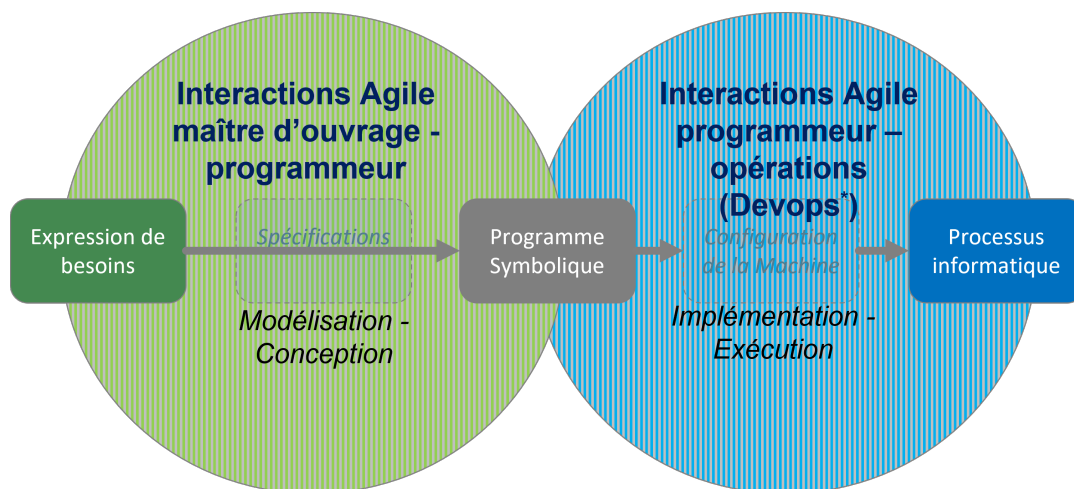 Interactions Agile
maître d'ouvrage -
programmeur
Interactions Agile
programmeur –
opérations
(Devops*)
Expression de
besoins
Spécifications
Programme
Symbolique
Configuration
de la Machine
Processus
informatique
Modélisation -
Conception
Implémentation -
Exécution